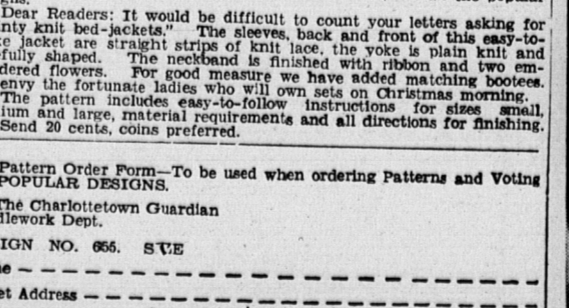 Dear Readers: It would be difficult to count your letters asking for
nty knit bed-jackets." The sleeves, back and front of this easy-to-
e jacket are straight strips of knit lace, the yoke is plain knit and
fully shaped. The neckband is finished with ribbon and two em-
dered flowers. For good measure we have added matching bootees.
envy the fortunate ladies who will own sets on Christmas morning.
The pattern includes easy-to-follow instructions for sizes small,
ium and large, material requirements and all directions for finishing.
Send 20 cents, coins preferred.
Pattern Order Form—To be used when ordering Patterns and Voting
POPULAR DESIGNS.
The Charlottetown Guardian
dlework Dept.
IGN NO. 655.
e
et Address